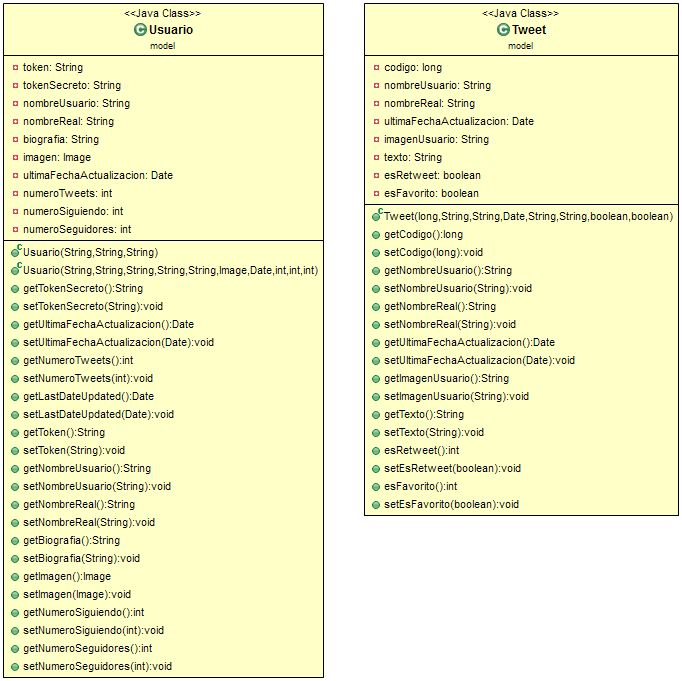 <<Java Class>>
Usuario
model
token: String
tokenSecreto: String
nombreUsuario: String
nombreReal: String
biografia: String
imagen: Image
ultimaFechaActualizacion: Date
numeroTweets: int
numeroSiguiendo: int
numeroSeguidores: int
Usuario(String,String,String)
Usuario(String,String,String,String,String,Image,Date,int,int,int)
getTokenSecreto():String
setTokenSecreto(String):void
getUltimaFechaActualizacion():Date
setUltimaFechaActualizacion(Date):void
getNumeroTweets():int
setNumeroTweets(int):void
getLastDateUpdated():Date
setLastDateUpdated(Date):void
getToken():String
setToken(String):void
getNombreUsuario():String
setNombreUsuario(String):void
getNombreReal():String
setNombreReal(String):void
getBiografia():String
setBiografia(String):void
getImagen():Image
setImagen(Image):void
getNumeroSiguiendo():int
setNumeroSiguiendo(int):void
getNumeroSeguidores():int
setNumeroSeguidores(int):void
<<Java Class>>
Tweet
model
codigo: long
nombreUsuario: String
nombreReal: String
ultimaFechaActualizacion: Date
imagenUsuario: String
texto: String
esRetweet: boolean
esFavorito: boolean
Tweet(long,String,String,Date,String,String,boolean,boolean)
getCodigo():long
setCodigo(long):void
getNombreUsuario():String
setNombreUsuario(String):void
getNombreReal():String
setNombreReal(String):void
getUltimaFechaActualizacion():Date
setUltimaFechaActualizacion(Date):void
getImagenUsuario():String
setImagenUsuario(String):void
getTexto():String
setTexto(String):void
esRetweet():int
setEsRetweet(boolean):void
esFavorito():int
setEsFavorito(boolean):void